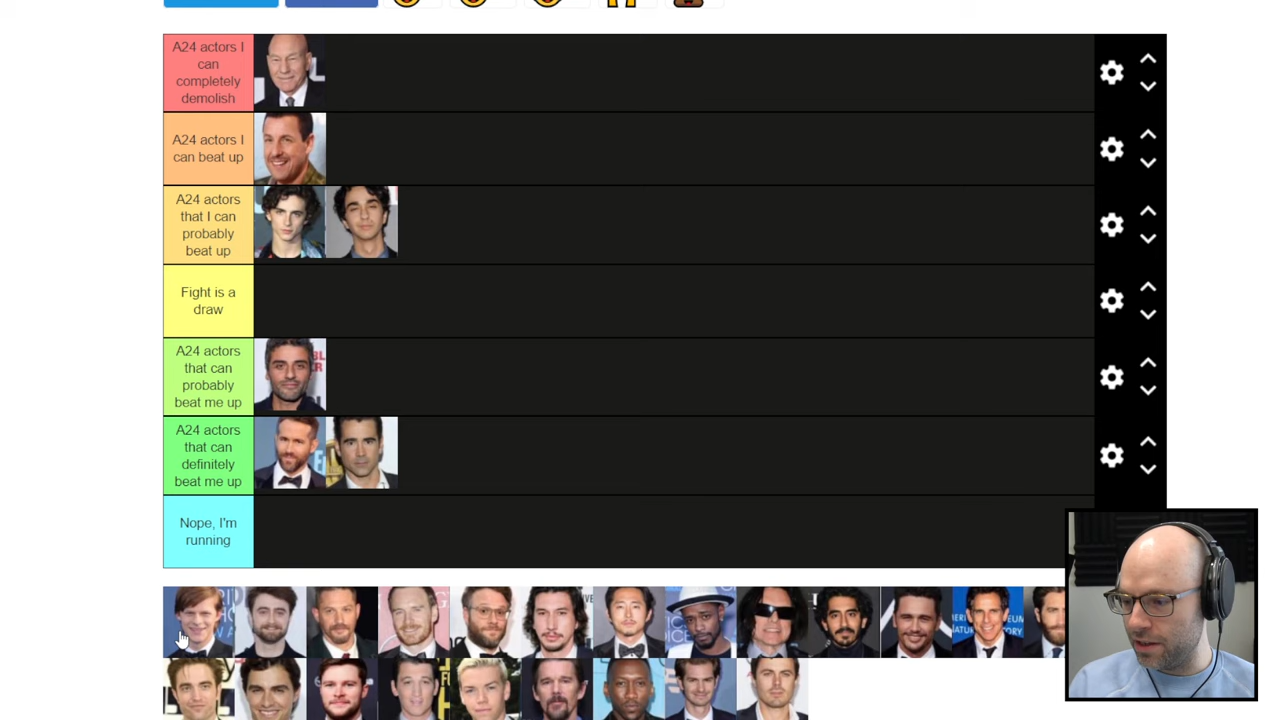 A24 actors I
can
completely
demolish
A24 actors I
can beat up
A24 actors
that I can
probably
beat up
Fight is a
draw
A24 actors
that can
probably
beat me up
A24 actors
that can
definitely
beat me up
Nope, I'm
running